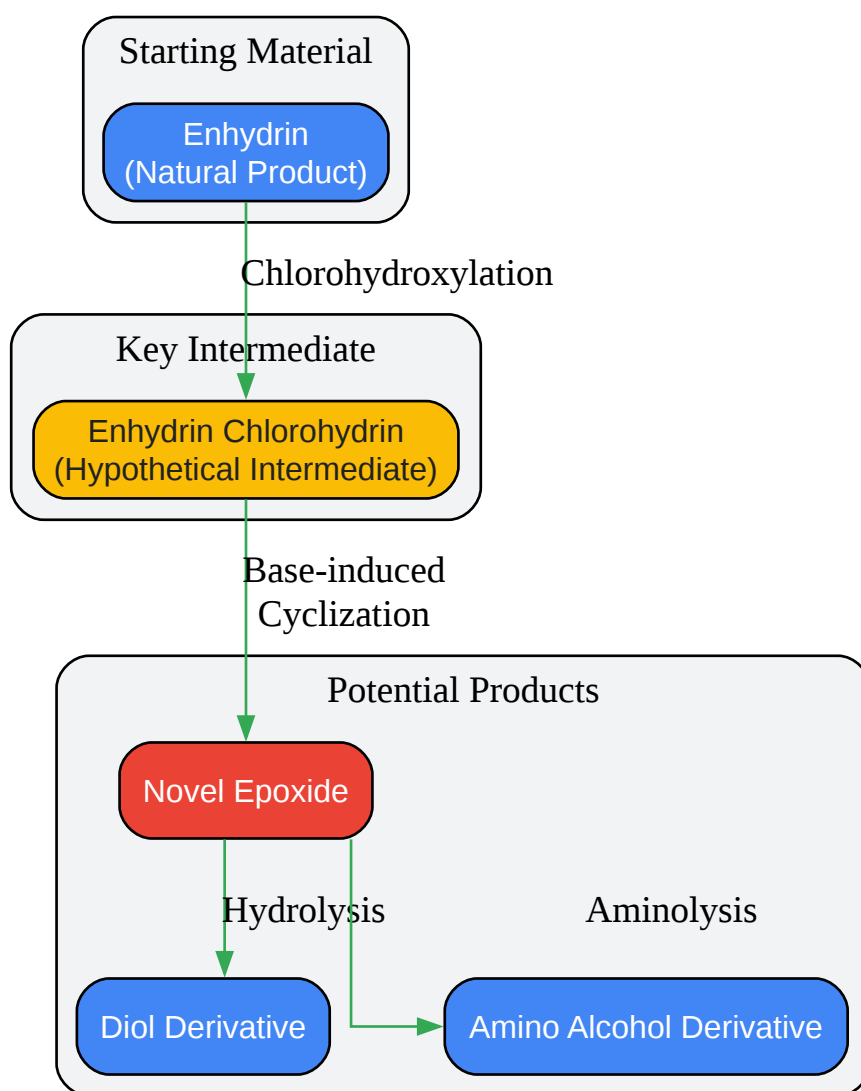 Starting Material
Enhydrin
(Natural Product)
Chlorohydroxylation
Key Intermediate
Enhydrin Chlorohydrin
(Hypothetical Intermediate)
Base-induced
Cyclization
Potential Products
Novel Epoxide
Hydrolysis
Aminolysis
Diol Derivative
Amino Alcohol Derivative